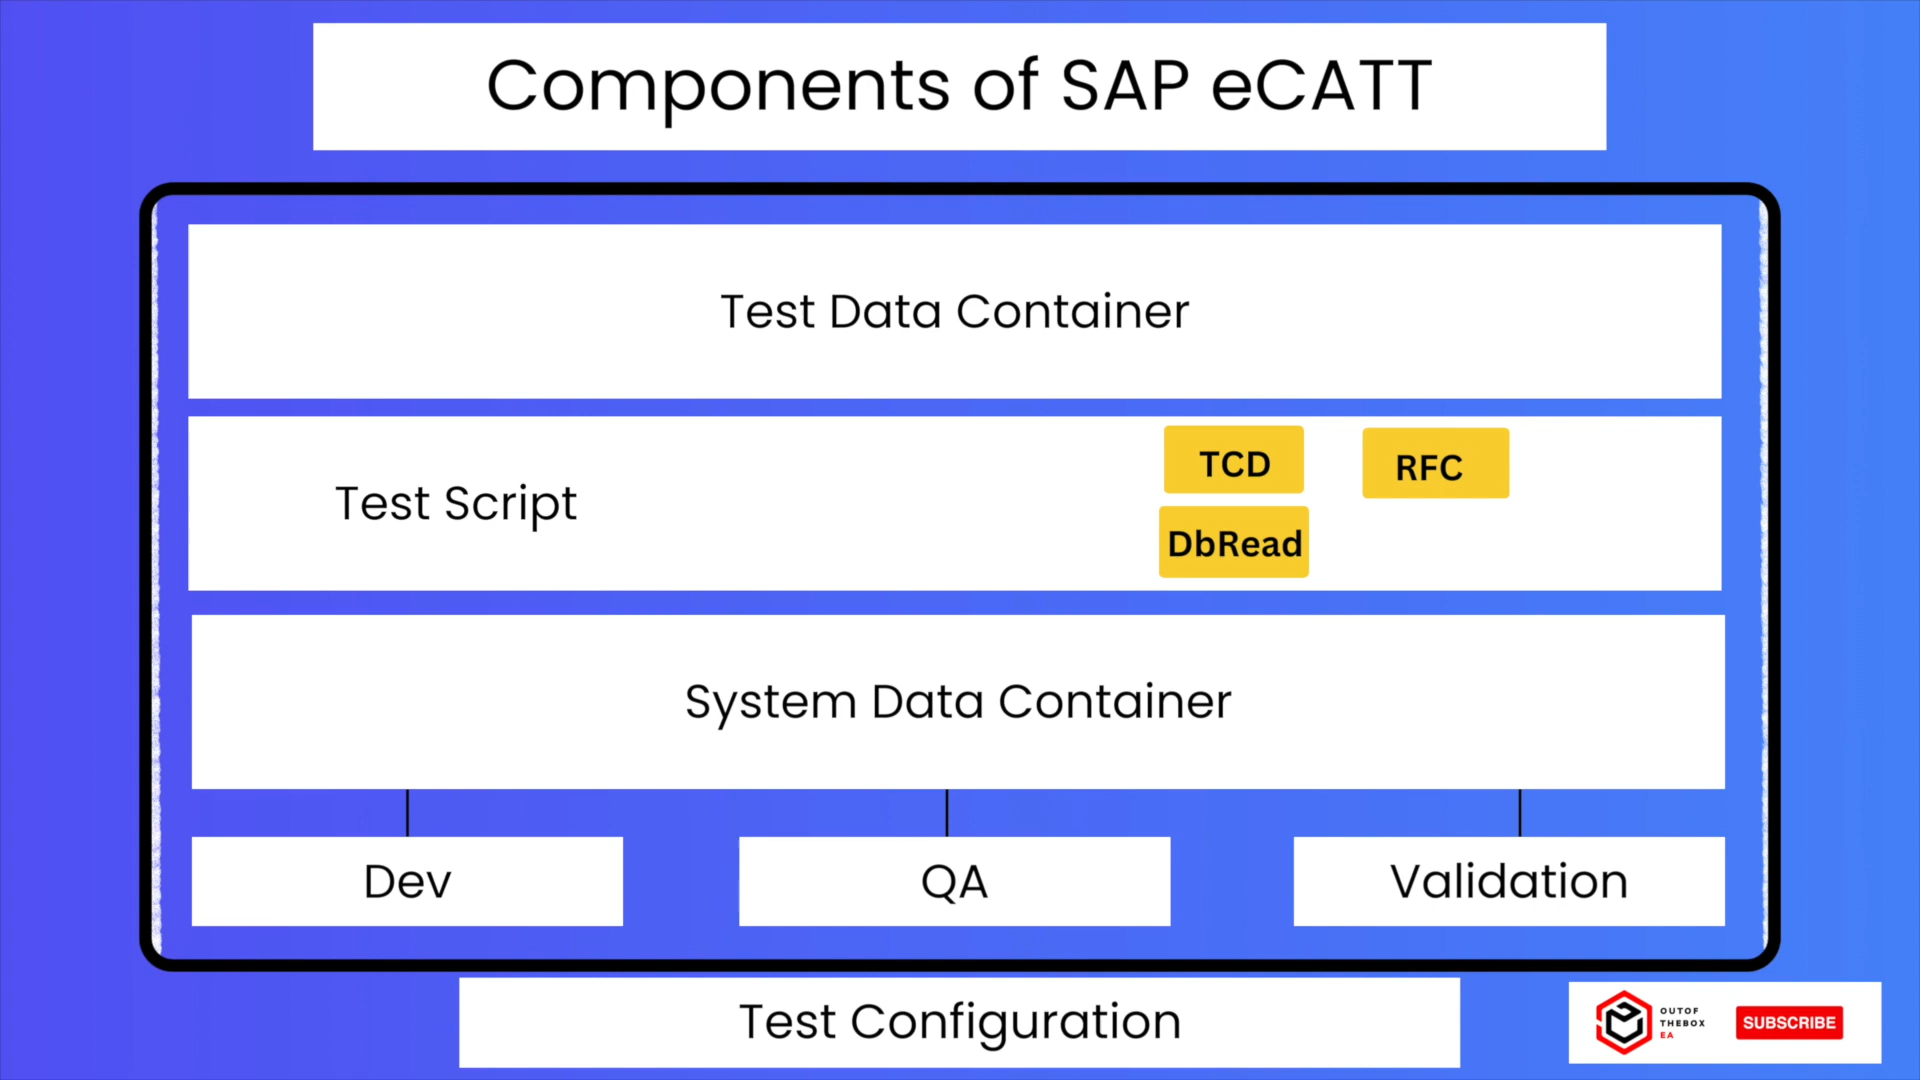 Components of SAP eCATT
Test Data Container
Test Script
TCD
RFC
DbRead
System Data Container
Dev
QA
Validation
Test Configuration
OUTOF
THEBOX
EA
SUBSCRIBE